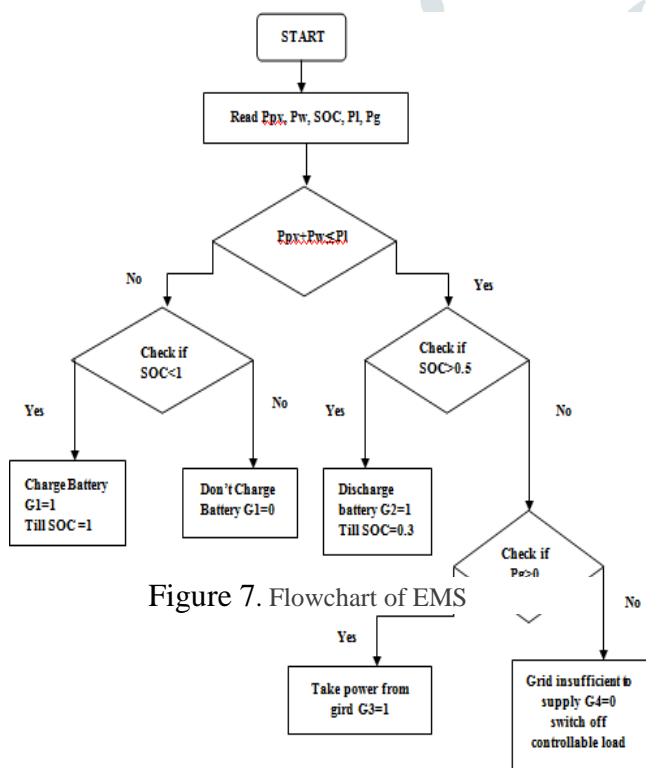 START
Read Ppx, Pw, SOC, Pl, Pg
Ppv+Pw≤Pl
No
Yes
Check if
SOC<1
Check if
SOC>0.5
Yes
No
Yes
No
Charge Battery
G1=1
Till SOC =1
Don't Charge
Battery G1=0
Discharge
battery G2=1
Till SOC=0.3
Check if
Pg>0
Figure 7. Flowchart of EMS
Yes
No
Take power from
gird G3=1
Grid insufficient to
supply G4=0
switch off
controllable load